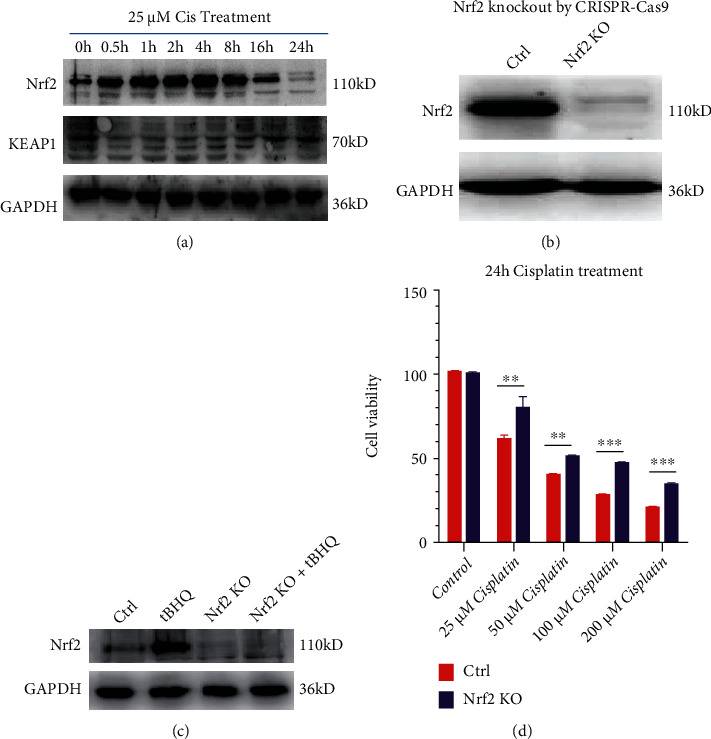 25 μM Cis Treatment
0h 0.5h 1h 2h 4h 8h 16h 24h
Nrf2 110kD
KEAP1 70kD
GAPDH 36kD
(a)
Nrf2 knockout by CRISPR-Cas9
Ctrl Nrf2 KO
Nrf2 110kD
GAPDH 36kD
(b)
Ctrl tBHQ Nrf2 KO Nrf2 KO + tBHQ
Nrf2 110kD
GAPDH 36kD
(c)
24h Cisplatin treatment
Cell viability
150
100
50
0
** ** *** ***
Control 25 μM Cisplatin 50 μM Cisplatin 100 μM Cisplatin 200 μM Cisplatin
Ctrl
Nrf2 KO
(d)